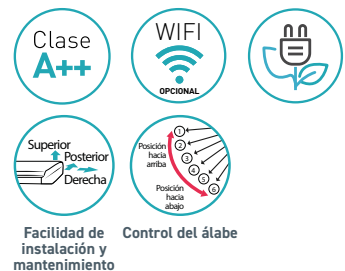 Clase
A++
WIFI
OPCIONAL
Superior
Posterior
Derecha
Posición
hacia
arriba
1
2
3
4
5
6
Posición
hacia
abajo
Facilidad de
instalación y
mantenimiento
Control del álabe